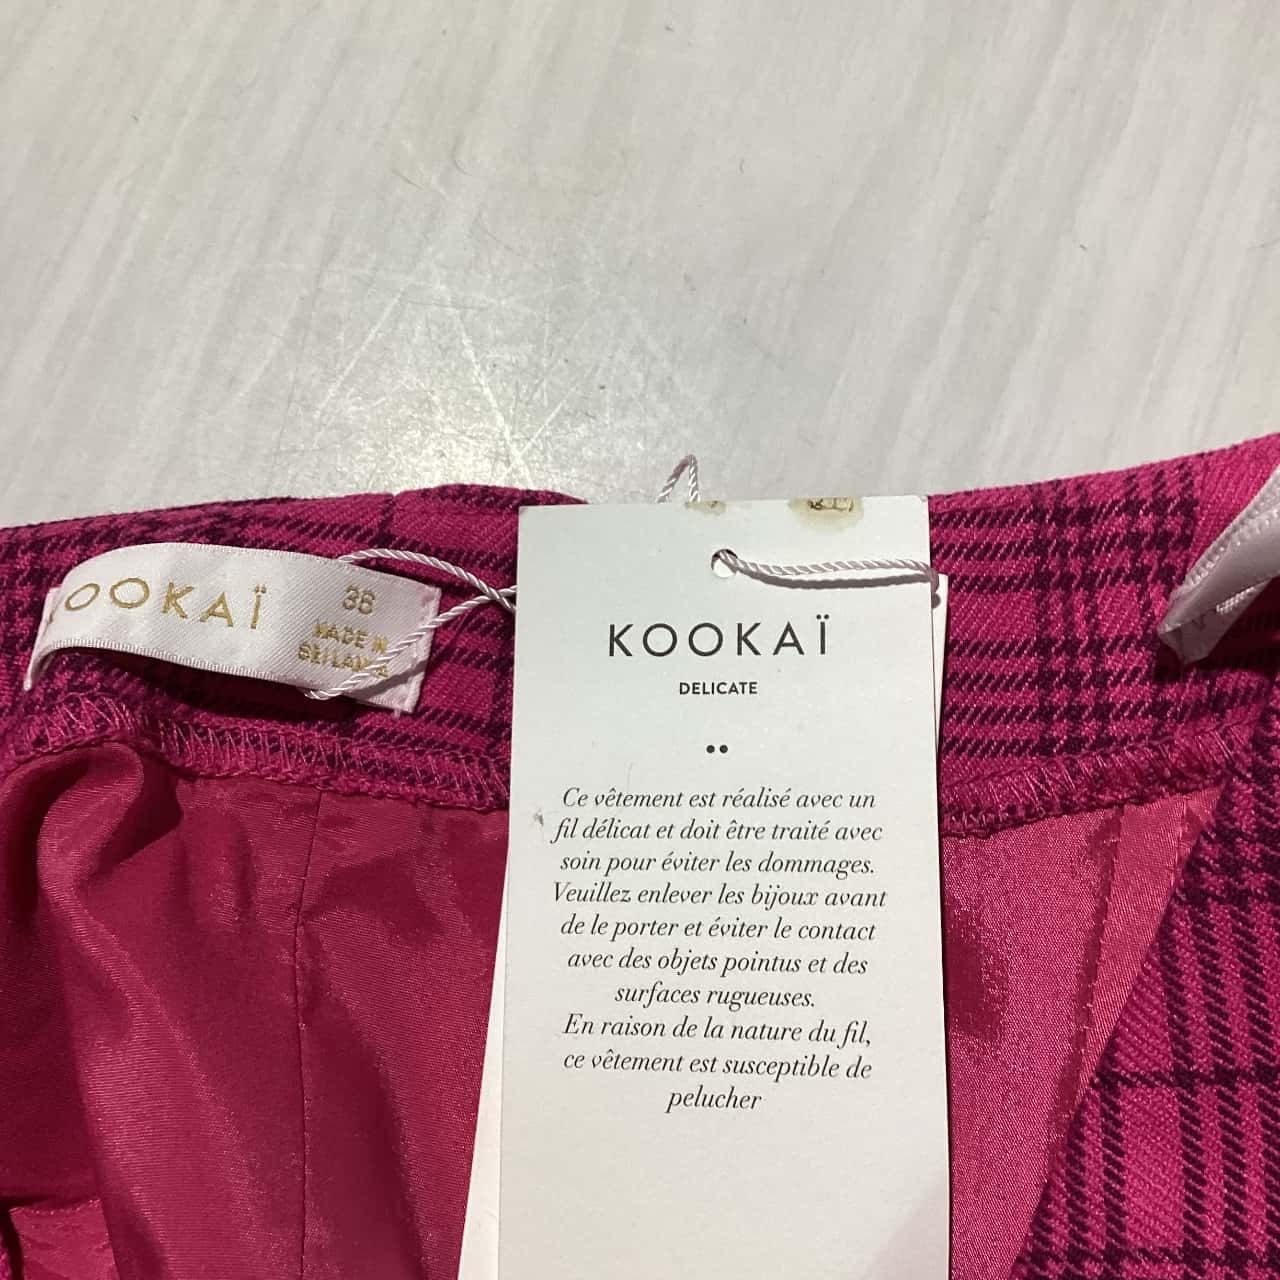 KOOKAÏ
38
MADE IN
KOOKAÏ
DELICATE
Ce vêtement est réalisé avec un
fil délicat et doit être traité avec
soin pour éviter les dommages.
Veuillez enlever les bijoux avant
de le porter et éviter le contact
avec des objets pointus et des
surfaces rugueuses.
En raison de la nature du fil,
ce vêtement est susceptible de
pelucher